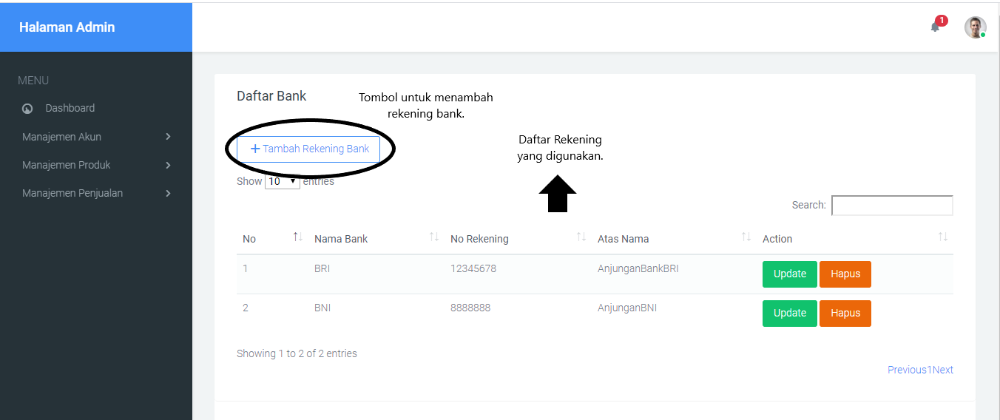 Halaman Admin
1
MENU
Dashboard
Manajemen Akun
Manajemen Produk
Manajemen Penjualan
Daftar Bank
Tombol untuk menambah
rekening bank.
+ Tambah Rekening Bank
Daftar Rekening
yang digunakan.
Show 10 entries
Search:
No Nama Bank No Rekening Atas Nama Action
1 BRI 12345678 AnjunganBankBRI Update Hapus
2 BNI 8888888 AnjunganBNI Update Hapus
Showing 1 to 2 of 2 entries
Previous1Next